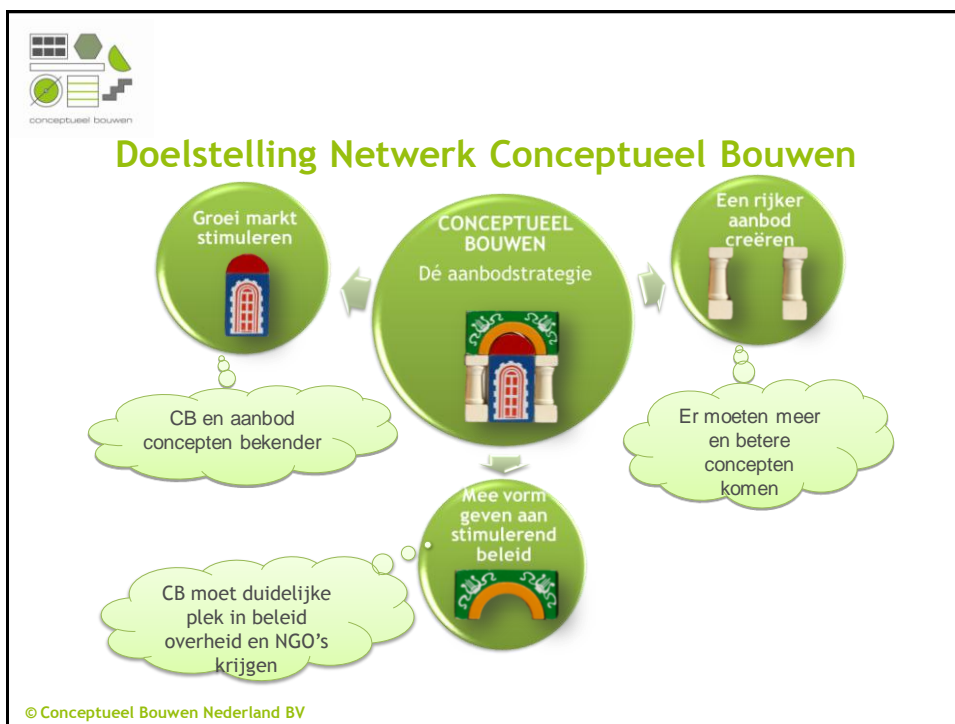 conceptueel bouwen
Doelstelling Netwerk Conceptueel Bouwen
Groei markt
stimuleren
CONCEPTUEEL
BOUWEN
Dé aanbodstrategie
Een rijker
aanbod
creëren
CB en aanbod
concepten bekender
Er moeten meer
en betere
concepten
komen
Mee vorm
geven aan
stimulerend
beleid
CB moet duidelijke
plek in beleid
overheid en NGO’s
krijgen
© Conceptueel Bouwen Nederland BV